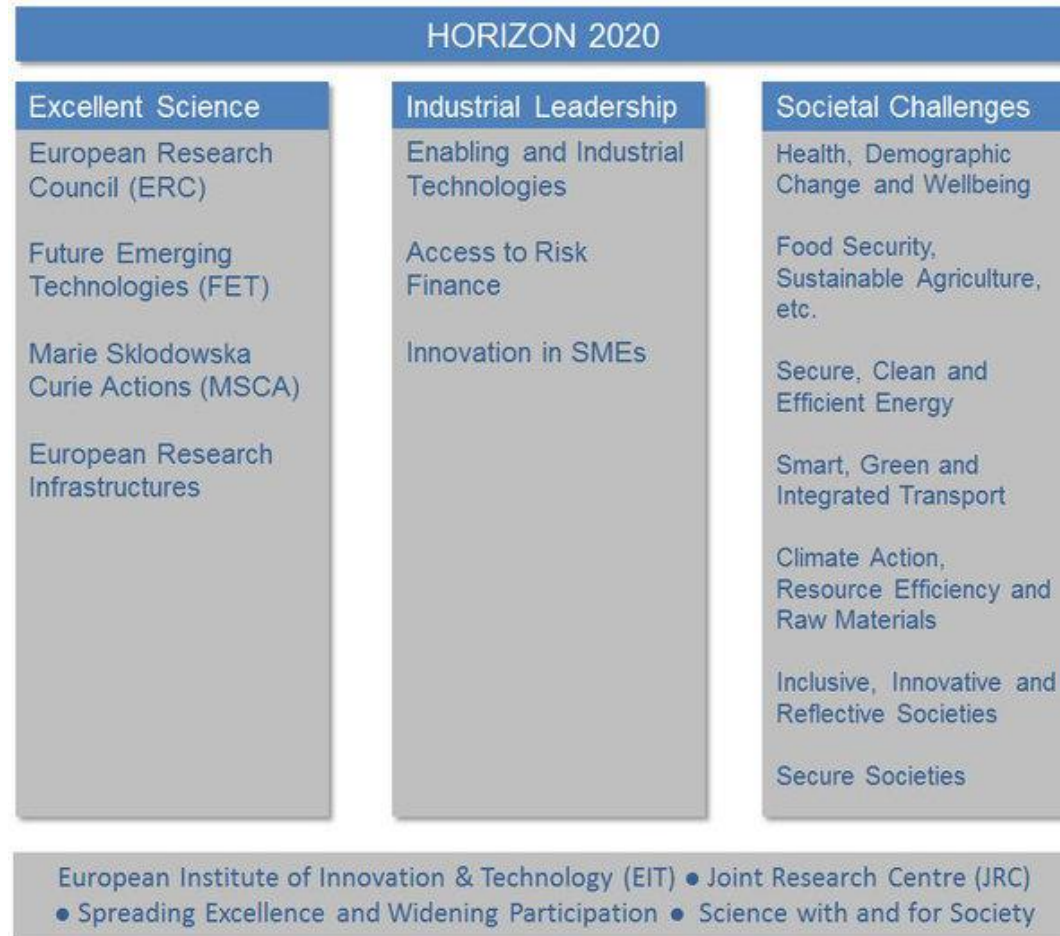 HORIZON 2020
Excellent Science
European Research
Council (ERC)
Future Emerging
Technologies (FET)
Marie Sklodowska
Curie Actions (MSCA)
European Research
Infrastructures
Industrial Leadership
Enabling and Industrial
Technologies
Access to Risk
Finance
Innovation in SMEs
Societal Challenges
Health, Demographic
Change and Wellbeing
Food Security,
Sustainable Agriculture,
etc.
Secure, Clean and
Efficient Energy
Smart, Green and
Integrated Transport
Climate Action,
Resource Efficiency and
Raw Materials
Inclusive, Innovative and
Reflective Societies
Secure Societies
European Institute of Innovation & Technology (EIT) ● Joint Research Centre (JRC)
● Spreading Excellence and Widening Participation ● Science with and for Society